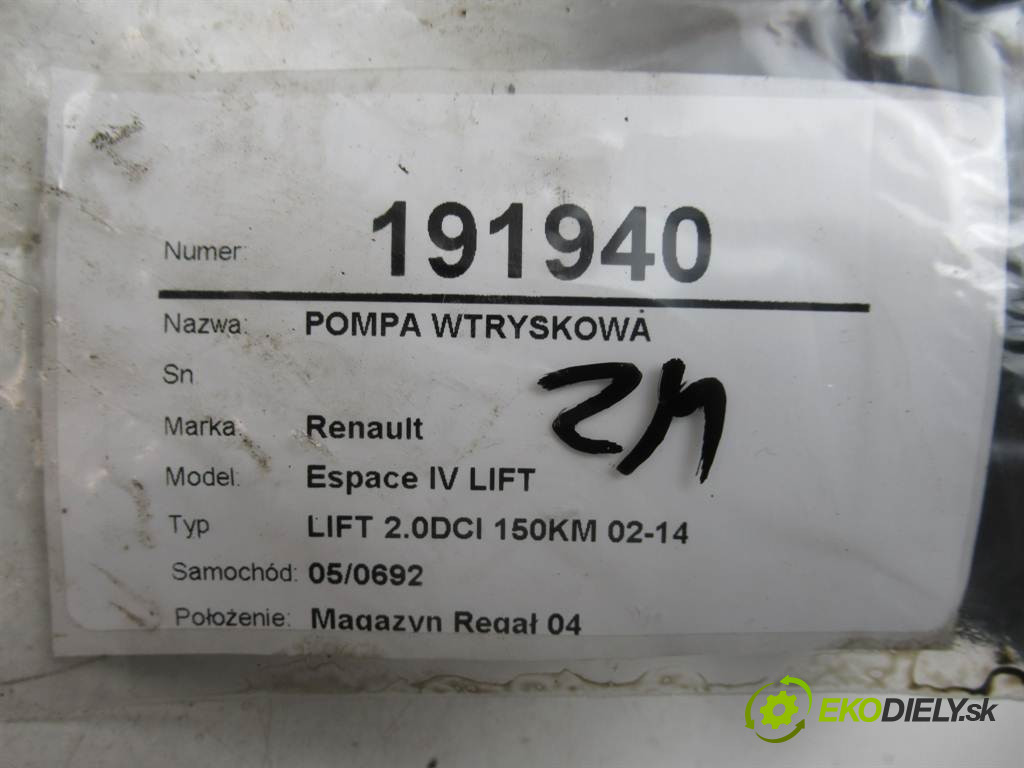 Numer: 191940
Nazwa: POMPA WTRYSKOWA
Sn
Marka: Renault
Model: Espace IV LIFT
Typ LIFT 2.0DCI 150KM 02-14
Samochód: 05/0692
Położenie: Magazyn Regał 04
EKODIELY.sk